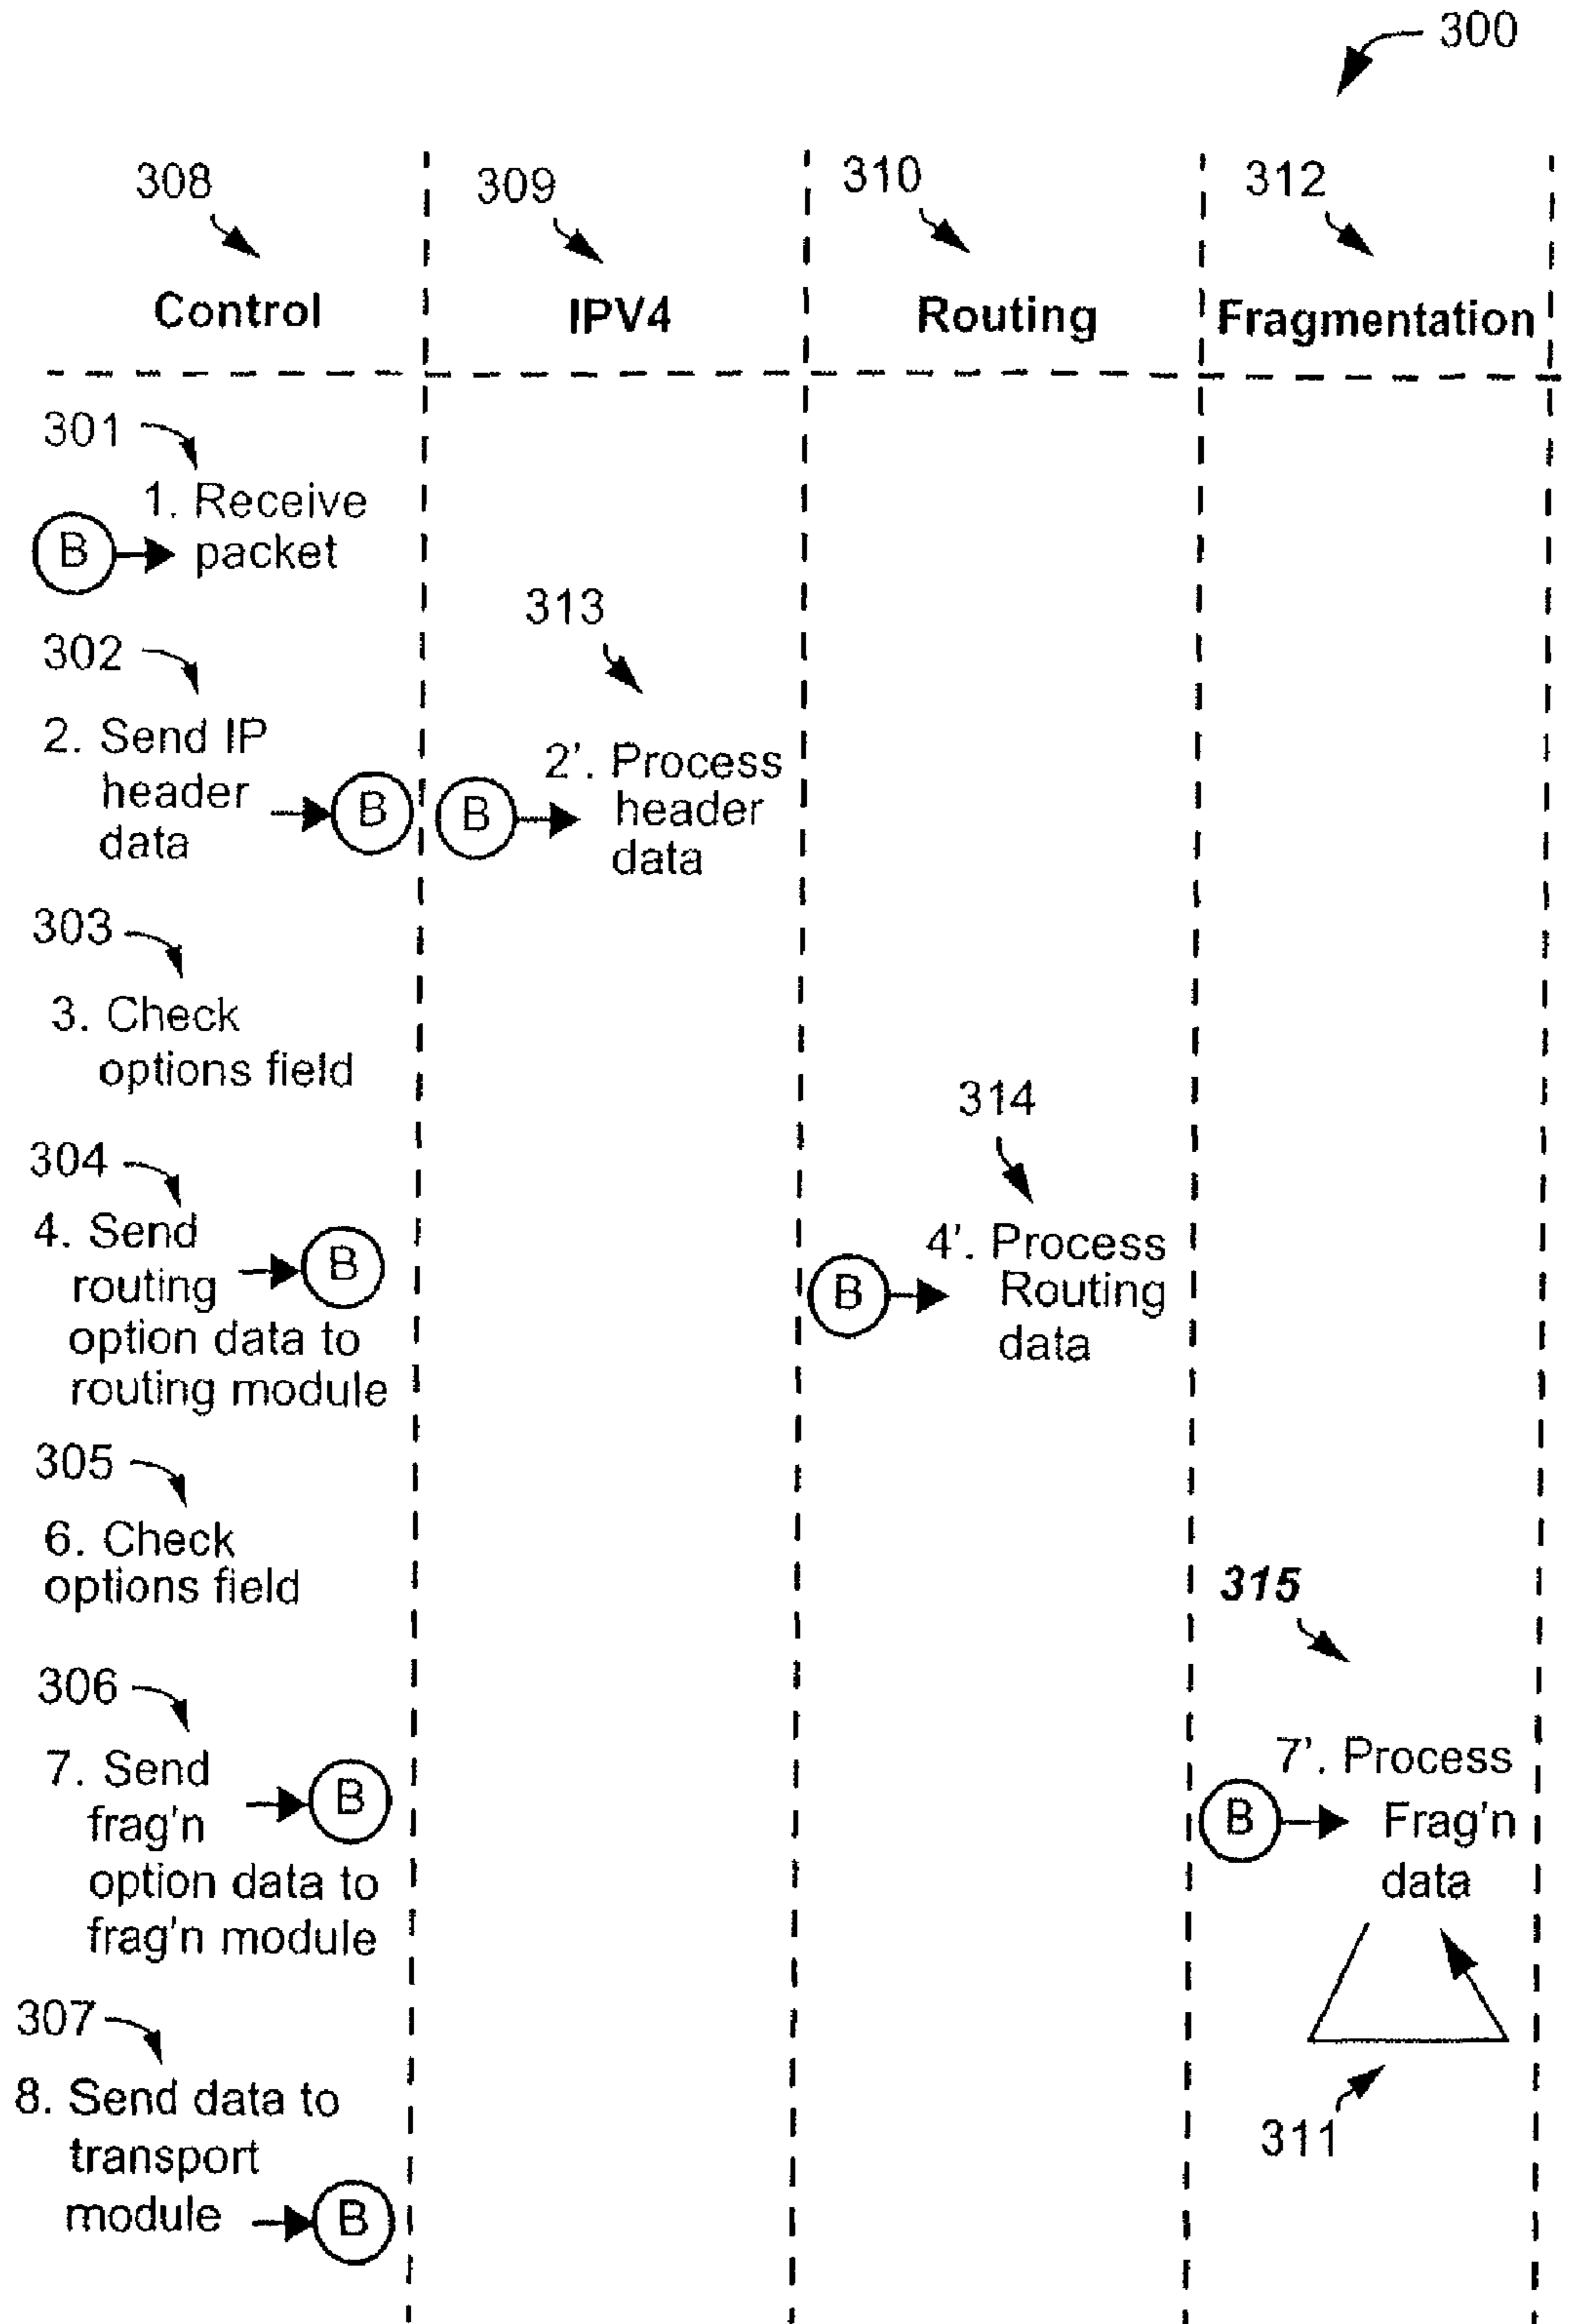 300
308
309
310
312
Control
IPV4
Routing
Fragmentation
301
1. Receive
packet
B
302
2. Send IP
header
data
B
313
2'. Process
header
data
B
303
3. Check
options field
304
4. Send
routing
option data to
routing module
B
314
4'. Process
Routing
data
B
305
6. Check
options field
306
7. Send
frag'n
option data to
frag'n module
B
315
7'. Process
Frag'n
data
B
311
307
8. Send data to
transport
module
B